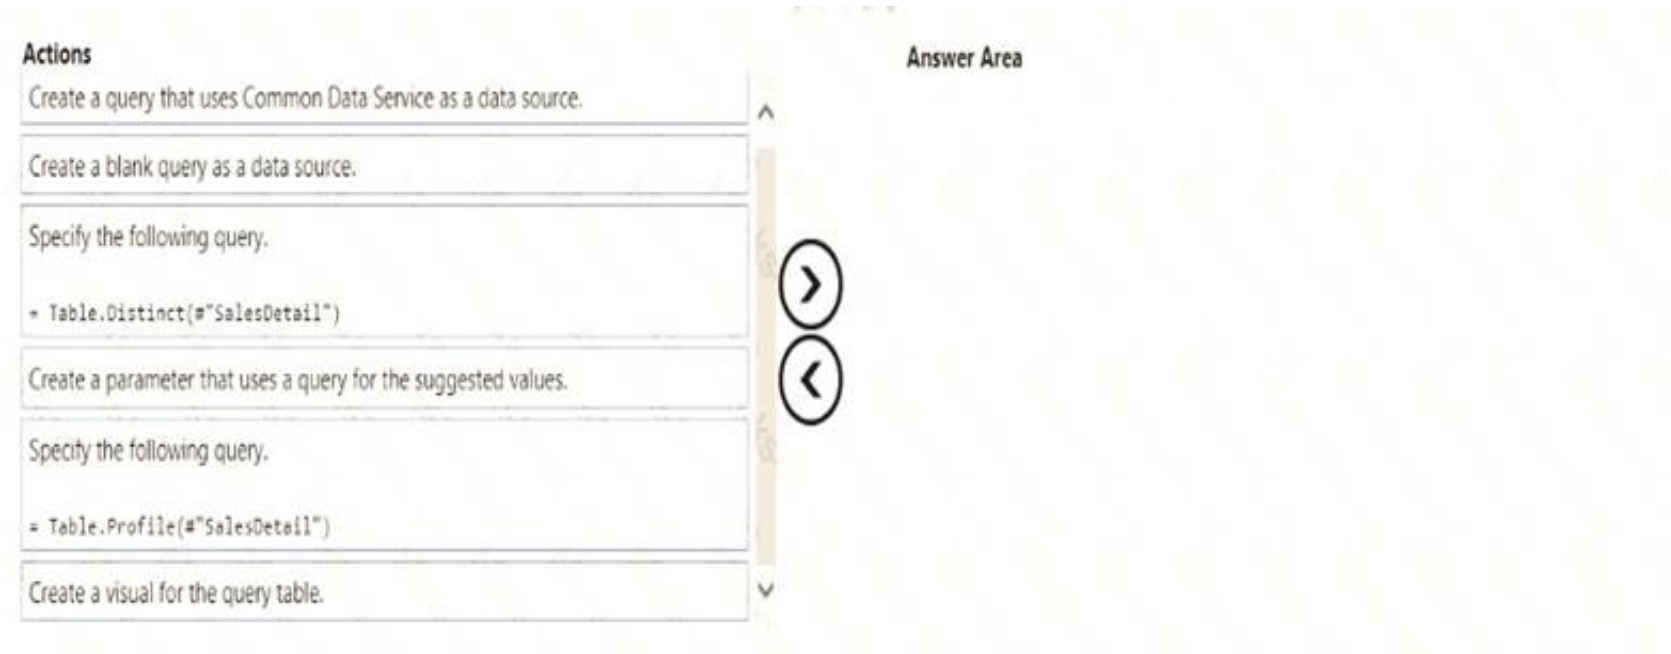 Actions
Answer Area
Create a query that uses Common Data Service as a data source.
Create a blank query as a data source.
Specify the following query.
= Table.Distinct(#"SalesDetail")
Create a parameter that uses a query for the suggested values.
Specify the following query.
= Table.Profile(#"SalesDetail")
Create a visual for the query table.